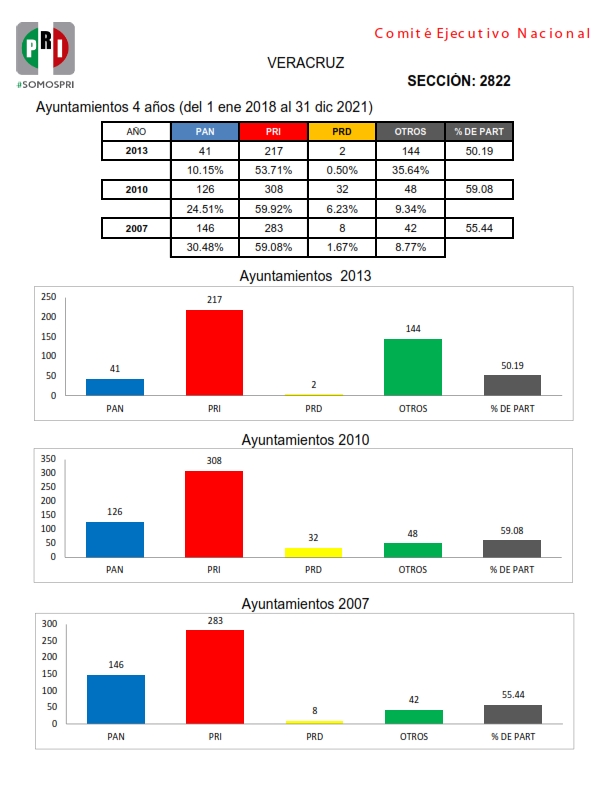 Comité Ejecutivo Nacional
PRI
#SOMOSPRI
VERACRUZ
SECCIÓN: 2822
Ayuntamientos 4 años (del 1 ene 2018 al 31 dic 2021)
AÑO PAN PRI PRD OTROS % DE PART
2013 41 217 2 144 50.19
10.15% 53.71% 0.50% 35.64%
2010 126 308 32 48 59.08
24.51% 59.92% 6.23% 9.34%
2007 146 283 8 42 55.44
30.48% 59.08% 1.67% 8.77%
Ayuntamientos 2013
250
200
150
100
50
0
41 217 2 144 50.19
PAN PRI PRD OTROS % DE PART
Ayuntamientos 2010
350
300
250
200
150
100
50
0
126 308 32 48 59.08
PAN PRI PRD OTROS % DE PART
Ayuntamientos 2007
300
250
200
150
100
50
0
146 283 8 42 55.44
PAN PRI PRD OTROS % DE PART